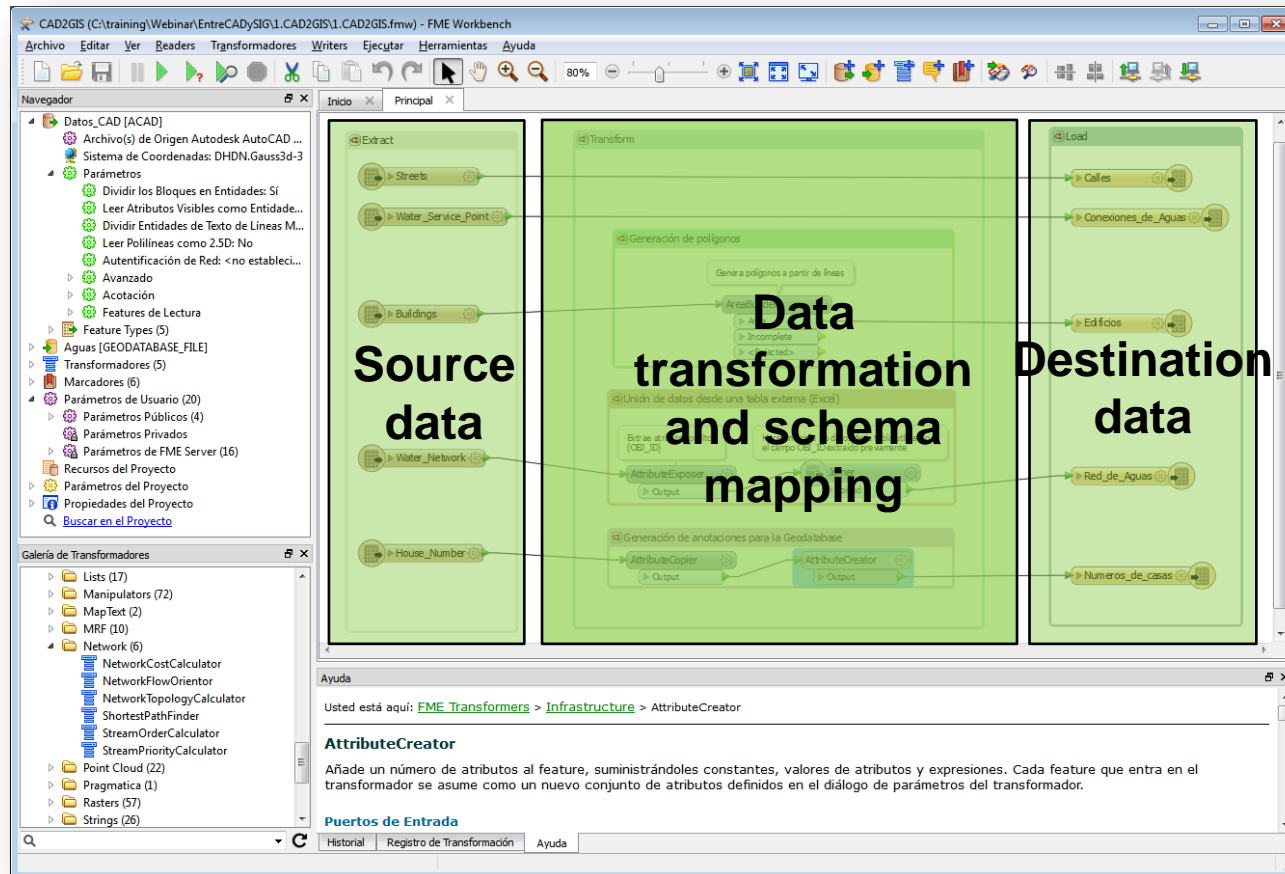 CAD2GIS (C:\training\Webinar\EntreCADySIG\1.CAD2GIS\1.CAD2GIS.fmw) - FME Workbench
Archivo Editar Ver Readers Transformadores Writers Ejecutar Herramientas Ayuda
80%
Navegador
Datos_CAD [ACAD]
Archivo(s) de Origen Autodesk AutoCAD ...
Sistema de Coordenadas: DHDN.Gauss3d-3
Parámetros
Dividir los Bloques en Entidades: Sí
Leer Atributos Visibles como Entidade...
Dividir Entidades de Texto de Líneas M...
Leer Polilíneas como 2.5D: No
Autentificación de Red: <no estableci...
Avanzado
Acotación
Features de Lectura
Feature Types (5)
Aguas [GEODATABASE_FILE]
Transformadores (5)
Marcadores (6)
Parámetros de Usuario (20)
Parámetros Públicos (4)
Parámetros Privados
Parámetros de FME Server (16)
Recursos del Proyecto
Parámetros del Proyecto
Propiedades del Proyecto
Buscar en el Proyecto
Galería de Transformadores
Lists (17)
Manipulators (72)
MapText (2)
MRF (10)
Network (6)
NetworkCostCalculator
NetworkFlowOrientor
NetworkTopologyCalculator
ShortestPathFinder
StreamOrderCalculator
StreamPriorityCalculator
Point Cloud (22)
Pragmatica (1)
Rasters (57)
Strings (26)
Inicio Principal
Extract
Streets
Water_Service_Point
Buildings
Water_Network
House_Number
Source
data
Transform
Generación de polígonos
Genera polígonos a partir de líneas
Incomplete
<Rejected>
Unión de datos desde una tabla externa (Excel)
(OBJ_ID)
el campo OBJ_ID extraído previamente
AttributeExposer
Output
Generación de anotaciones para la Geodatabase
AttributeCopier
Output
AttributeCreator
Output
Data
transformation
and schema
mapping
Load
Calles
Conexiones_de_Aguas
Edificios
Red_de_Aguas
Numeros_de_casas
Destination
data
Ayuda
Usted está aquí: FME Transformers > Infrastructure > AttributeCreator
AttributeCreator
Añade un número de atributos al feature, suministrándoles constantes, valores de atributos y expresiones. Cada feature que entra en el
transformador se asume como un nuevo conjunto de atributos definidos en el diálogo de parámetros del transformador.
Puertos de Entrada
Historial Registro de Transformación Ayuda